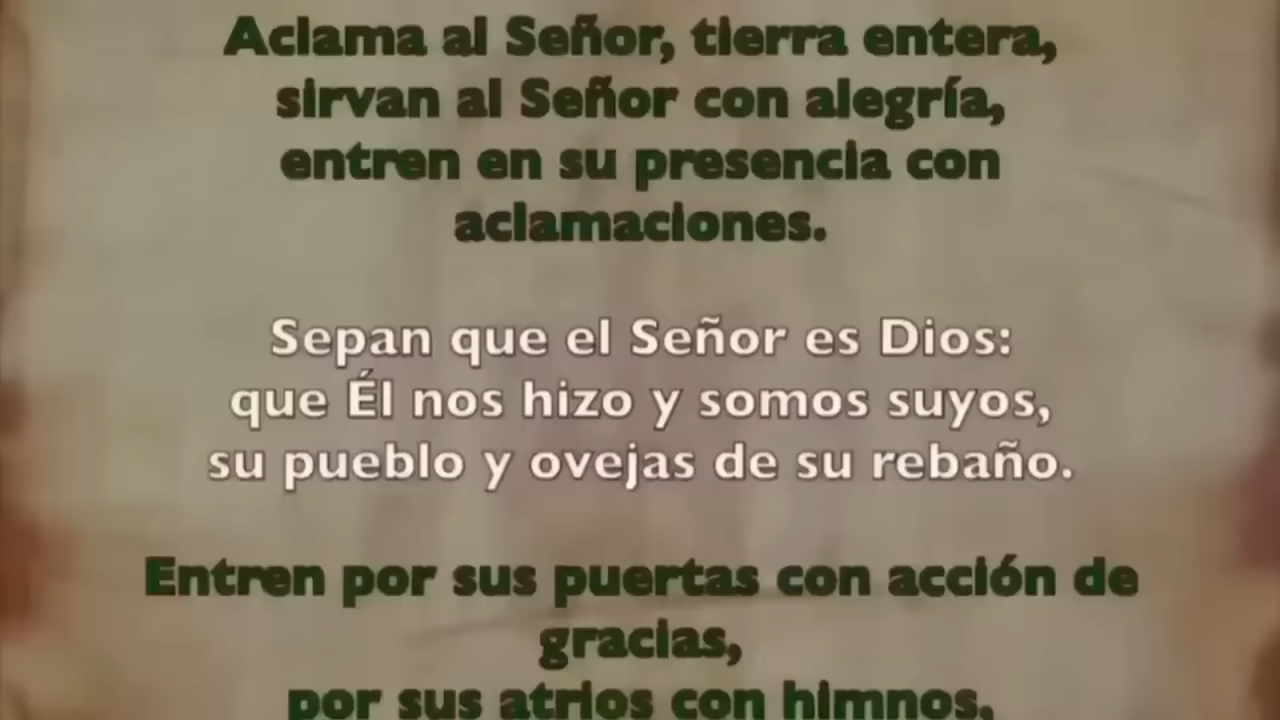 Aclama al Señor, tierra entera,
sirvan al Señor con alegría,
entren en su presencia con
aclamaciones.
Sepan que el Señor es Dios:
que Él nos hizo y somos suyos,
su pueblo y ovejas de su rebaño.
Entren por sus puertas con acción de
gracias,
por sus atrios con himnos,